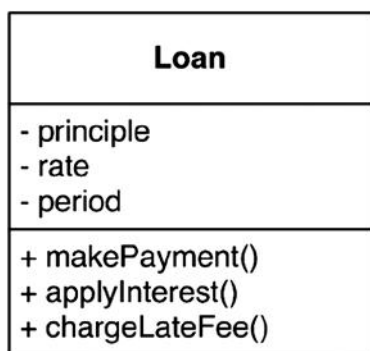 Loan
- principle
- rate
- period
+ makePayment()
+ applyInterest()
+ chargeLateFee()